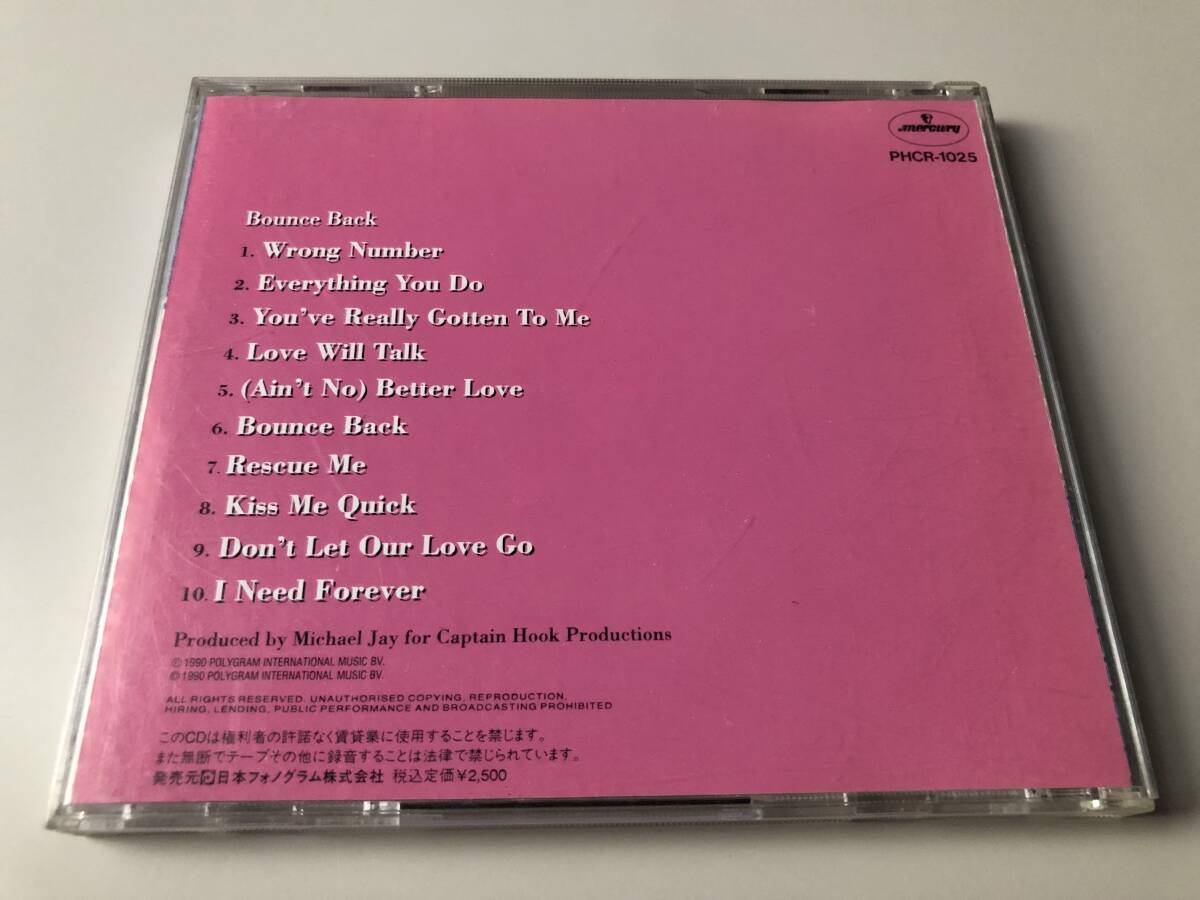 mercury
PHCR-1025
Bounce Back
1. Wrong Number
2. Everything You Do
3. You've Really Gotten To Me
4. Love Will Talk
5. (Ain't No) Better Love
6. Bounce Back
7. Rescue Me
8. Kiss Me Quick
9. Don't Let Our Love Go
10. I Need Forever
Produced by Michael Jay for Captain Hook Productions
℗ 1990 POLYGRAM INTERNATIONAL MUSIC BV.
© 1990 POLYGRAM INTERNATIONAL MUSIC BV.
ALL RIGHTS RESERVED. UNAUTHORISED COPYING, REPRODUCTION,
HIRING, LENDING, PUBLIC PERFORMANCE AND BROADCASTING PROHIBITED
このCDは権利者の許諾なく賃貸業に使用することを禁じます。
また無断でテープその他に録音することは法律で禁じられています。
発売元 日本フォノグラム株式会社 税込定価¥2,500